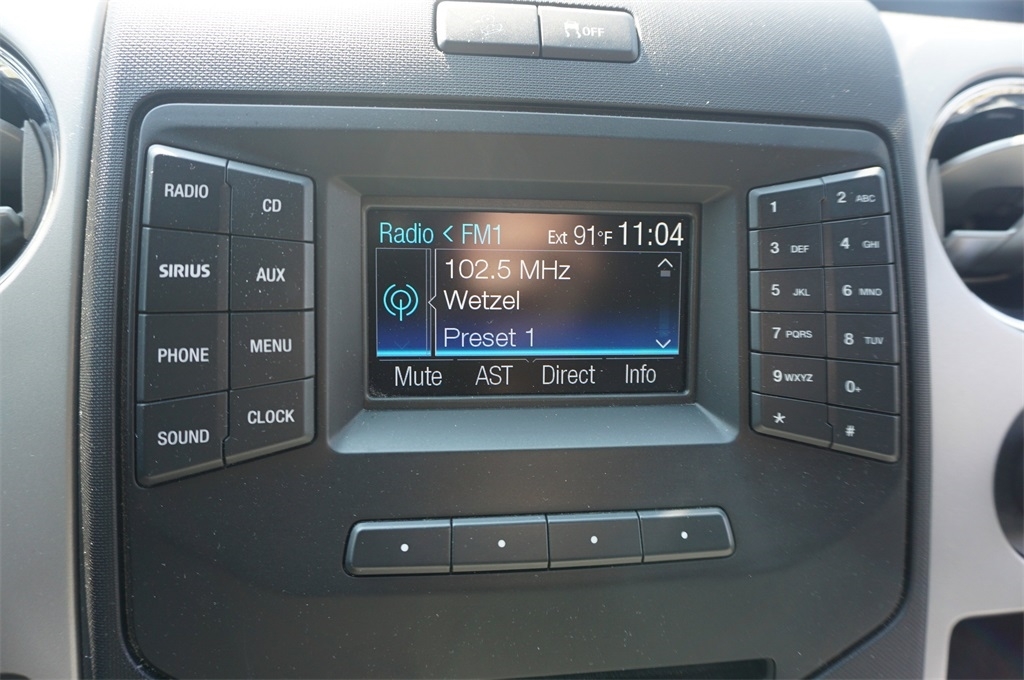 OFF
RADIO
CD
SIRIUS
AUX
PHONE
MENU
SOUND
CLOCK
Radio < FM1 Ext 91°F 11:04
102.5 MHz
Wetzel
Preset 1
Mute AST Direct Info
1
2 ABC
3 DEF
4 GHI
5 JKL
6 MNO
7 PQRS
8 TUV
9 WXYZ
0+
*
#